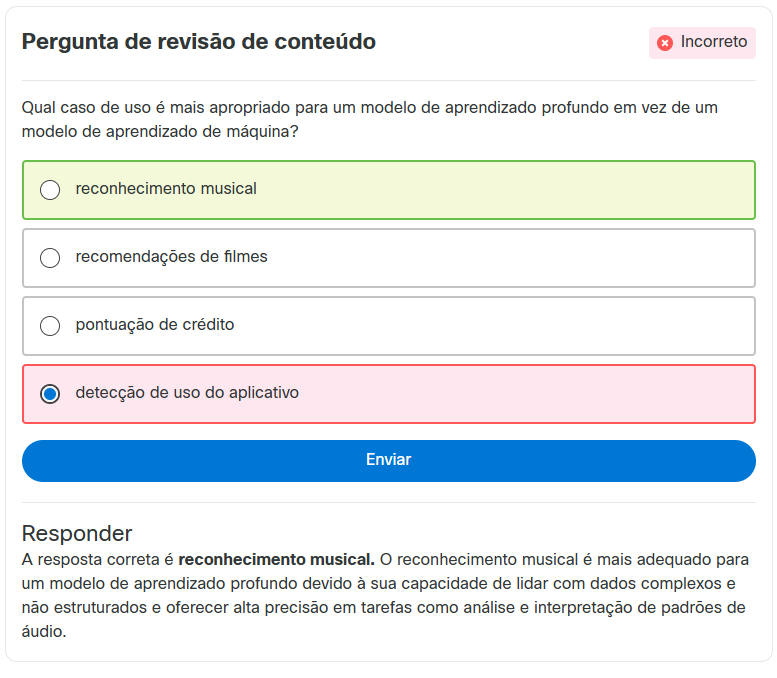 Pergunta de revisão de conteúdo
Incorreto
Qual caso de uso é mais apropriado para um modelo de aprendizado profundo em vez de um
modelo de aprendizado de máquina?
reconhecimento musical
recomendações de filmes
pontuação de crédito
detecção de uso do aplicativo
Enviar
Responder
A resposta correta é reconhecimento musical. O reconhecimento musical é mais adequado para
um modelo de aprendizado profundo devido à sua capacidade de lidar com dados complexos e
não estruturados e oferecer alta precisão em tarefas como análise e interpretação de padrões de
áudio.